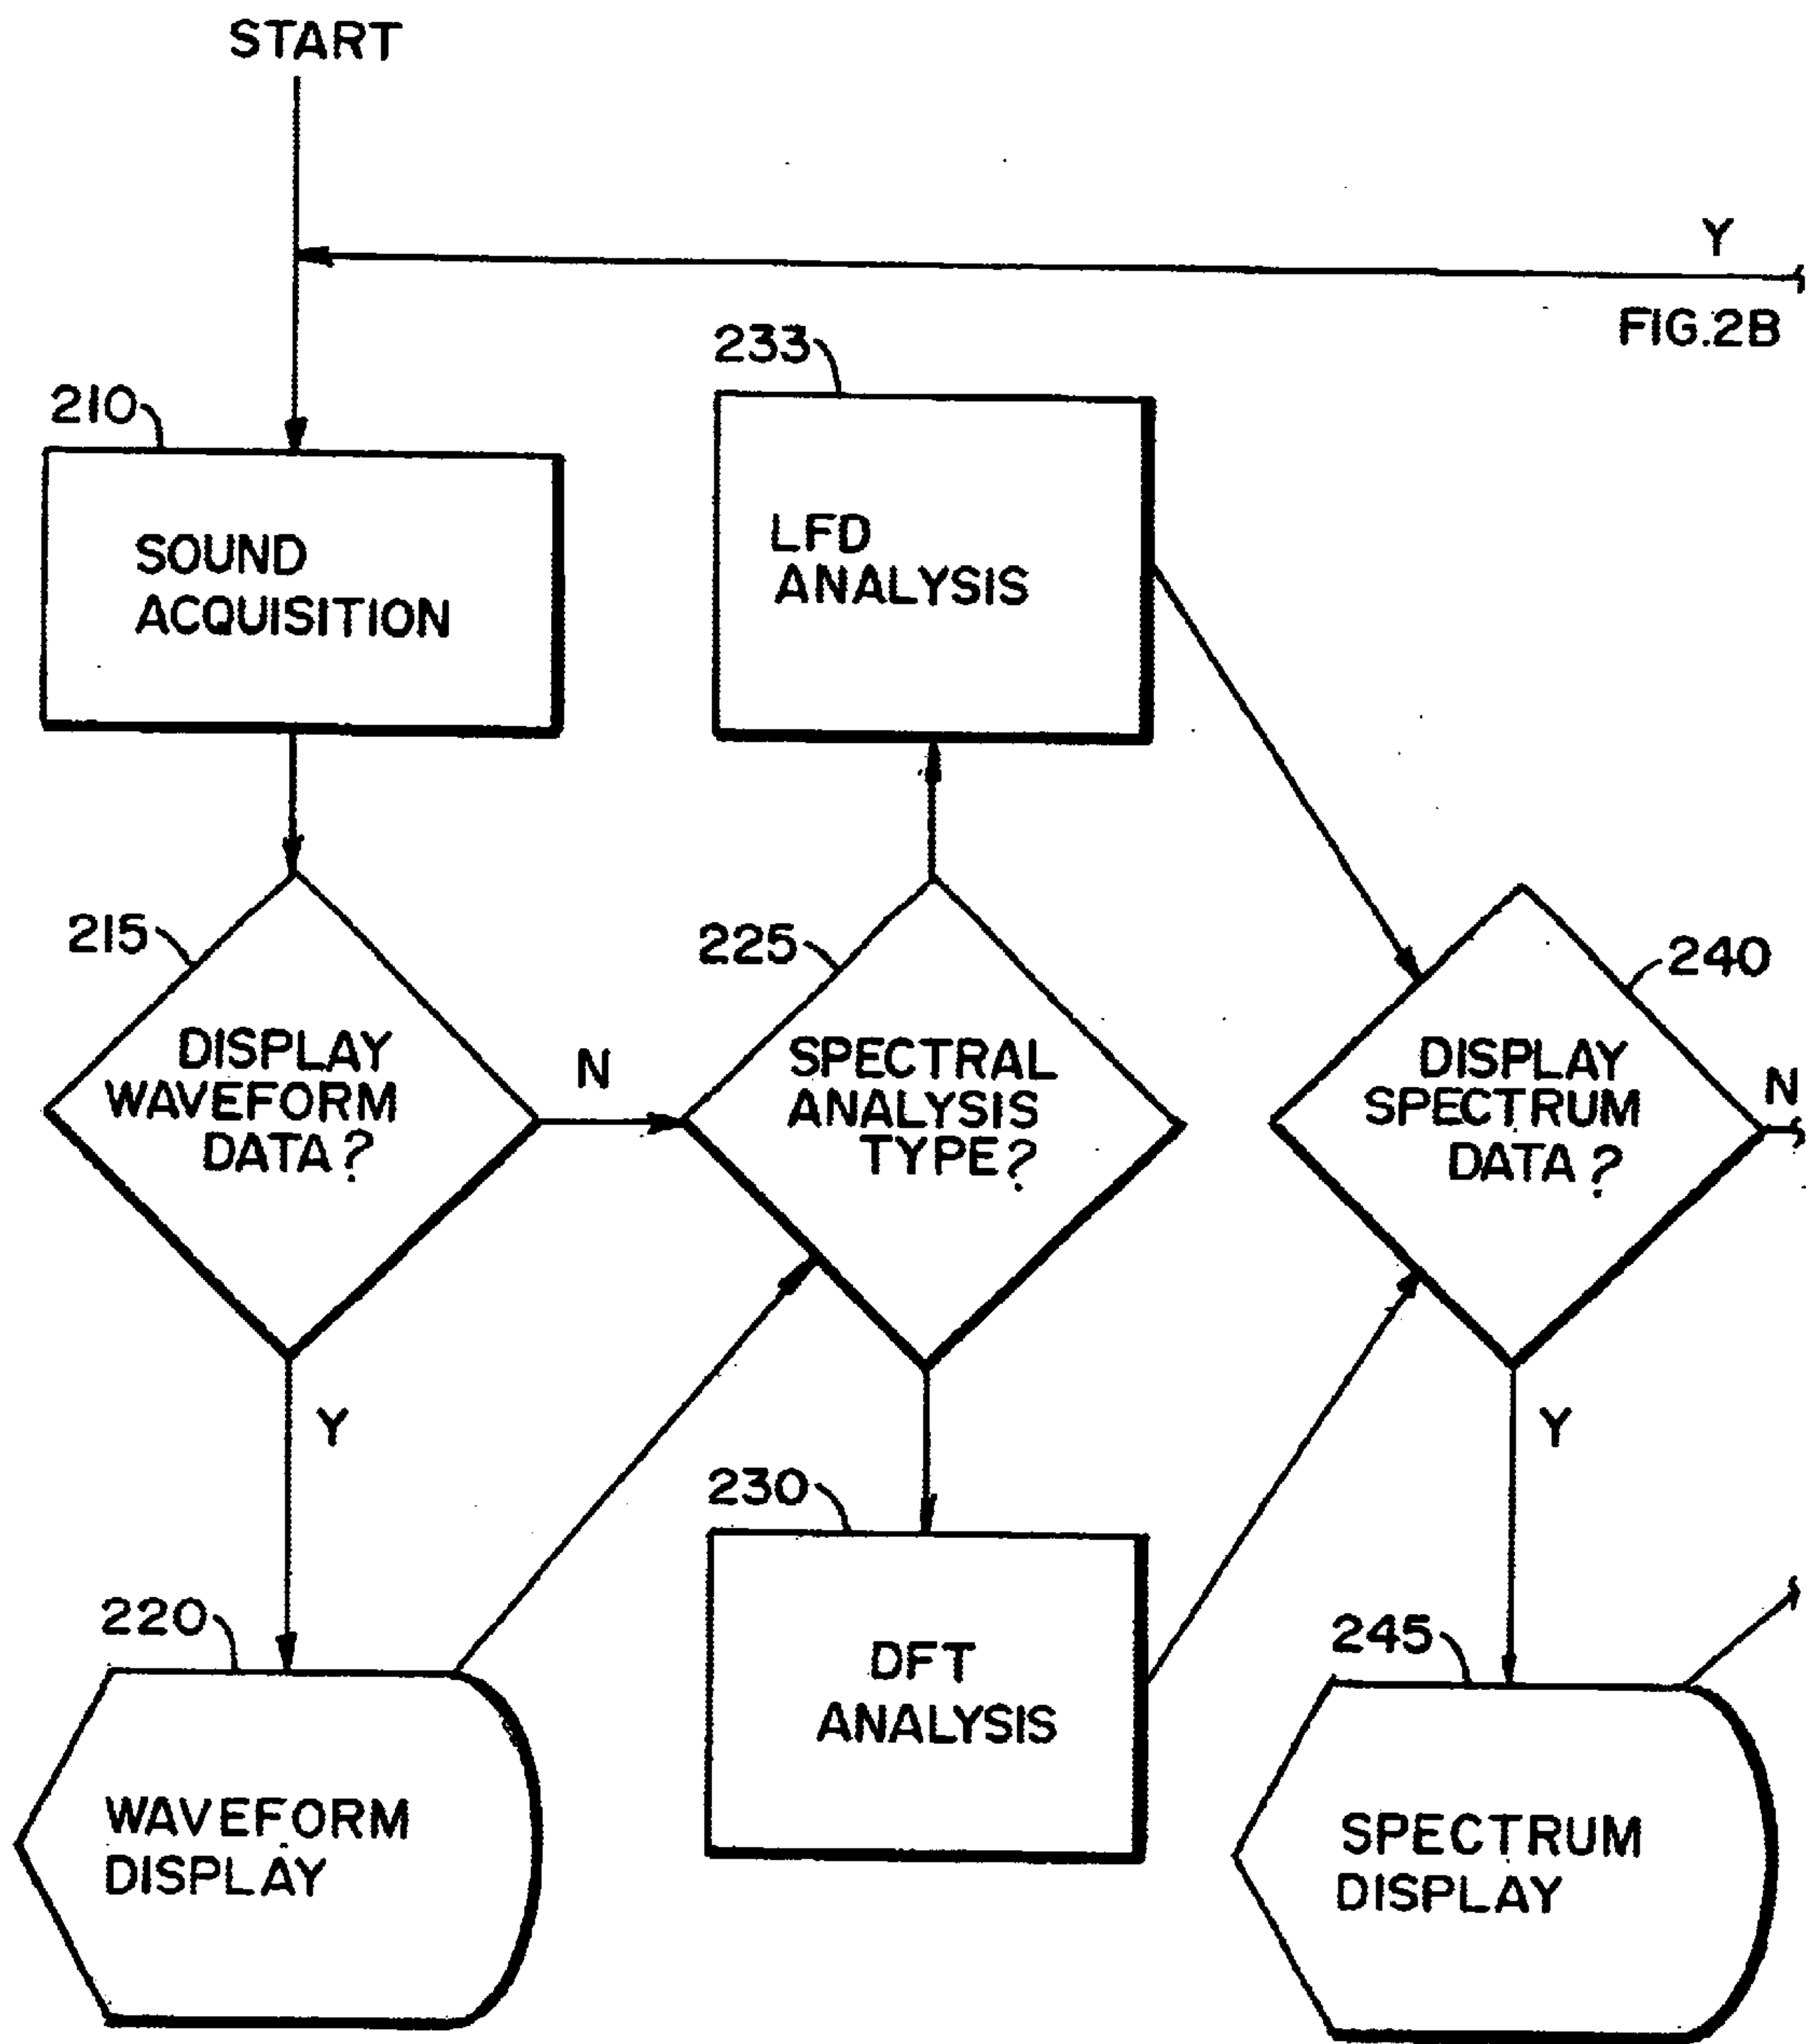 START
Y
FIG.2B
233
210
LFD
ANALYSIS
SOUND
ACQUISITION
215
225
240
DISPLAY
WAVEFORM
DATA?
N
SPECTRAL
ANALYSIS
TYPE?
DISPLAY
SPECTRUM
DATA?
N
Y
Y
230
220
245
DFT
ANALYSIS
WAVEFORM
DISPLAY
SPECTRUM
DISPLAY